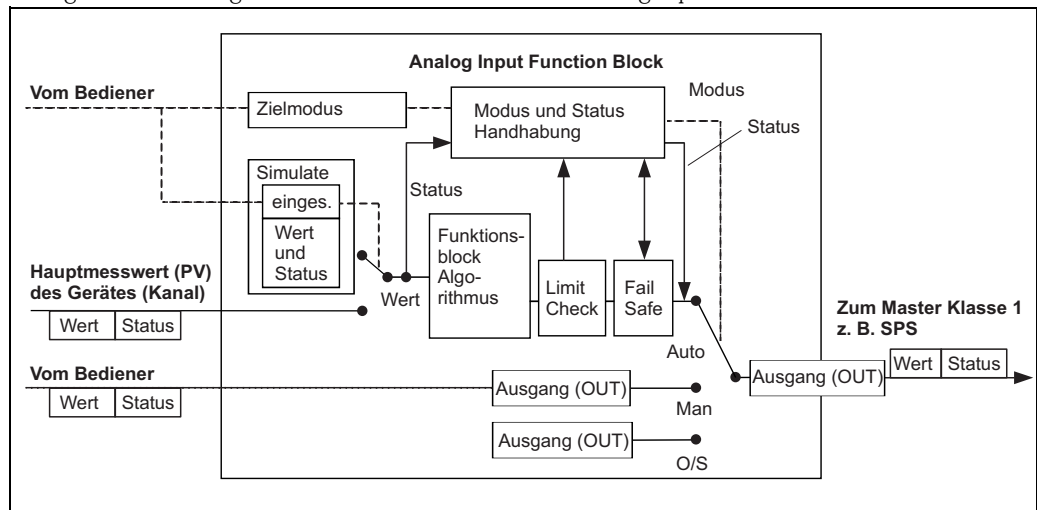 Analog Input Function Block
Vom Bediener
Zielmodus
Modus und Status
Handhabung
Modus
Status
Simulate
einges.
Wert
und
Status
Status
Funktions-
block
Algo-
rithmus
Limit
Check
Fail
Safe
Wert
Hauptmesswert (PV)
des Gerätes (Kanal)
Wert Status
Auto
Zum Master Klasse 1
z. B. SPS
Wert Status
Vom Bediener
Wert Status
Ausgang (OUT)
Man
Ausgang (OUT)
Ausgang (OUT)
O/S